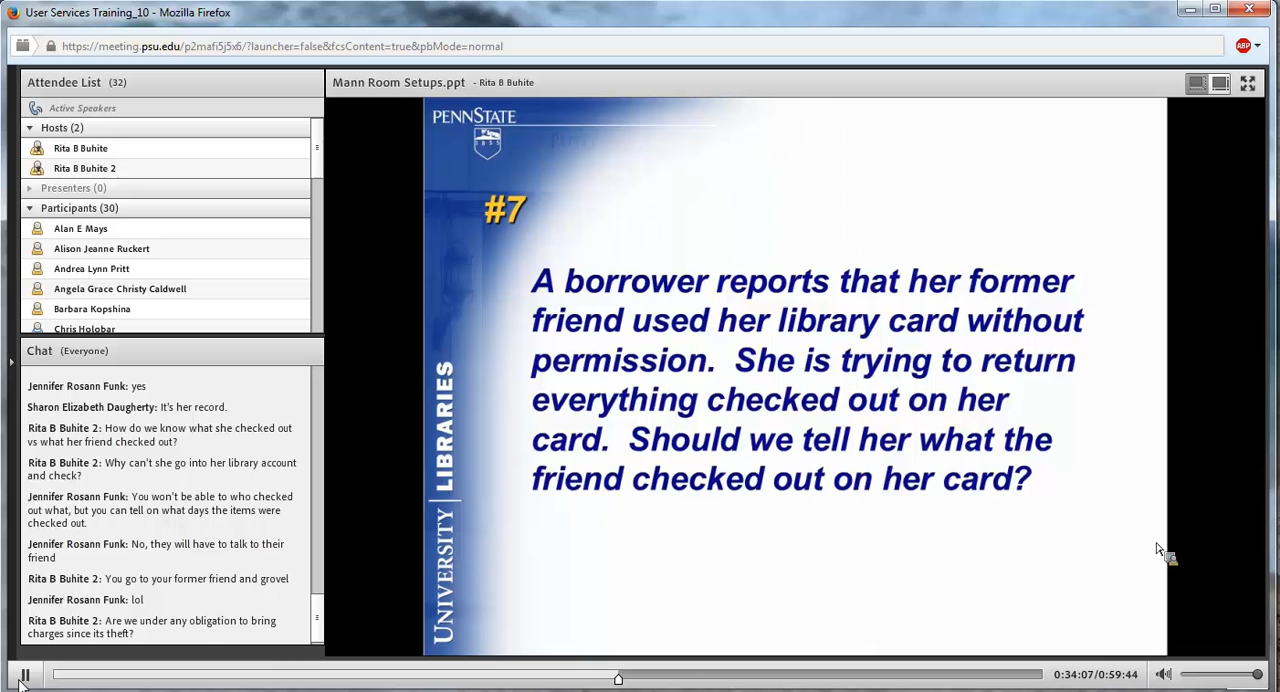 User Services Training_10 - Mozilla Firefox
https://meeting.psu.edu/p2mafi5j5x6/?launcher=false&fcsContent=true&pbMode=normal
ABP
Attendee List (32)
Active Speakers
Hosts (2)
Rita B Buhite
Rita B Buhite 2
Presenters (0)
Participants (30)
Alan E Mays
Alison Jeanne Ruckert
Andrea Lynn Pritt
Angela Grace Christy Caldwell
Barbara Kopshina
Chris Holobar
Chat (Everyone)
Jennifer Rosann Funk: yes
Sharon Elizabeth Daugherty: It's her record.
Rita B Buhite 2: How do we know what she checked out
vs what her friend checked out?
Rita B Buhite 2: Why can't she go into her library account
and check?
Jennifer Rosann Funk: You won't be able to who checked
out what, but you can tell on what days the items were
checked out.
Jennifer Rosann Funk: No, they will have to talk to their
friend
Rita B Buhite 2: You go to your former friend and grovel
Jennifer Rosann Funk: lol
Rita B Buhite 2: Are we under any obligation to bring
charges since its theft?
Mann Room Setups.ppt - Rita B Buhite
PENNSTATE
1855
#7
A borrower reports that her former
friend used her library card without
permission. She is trying to return
everything checked out on her
card. Should we tell her what the
friend checked out on her card?
UNIVERSITY LIBRARIES
0:34:07/0:59:44